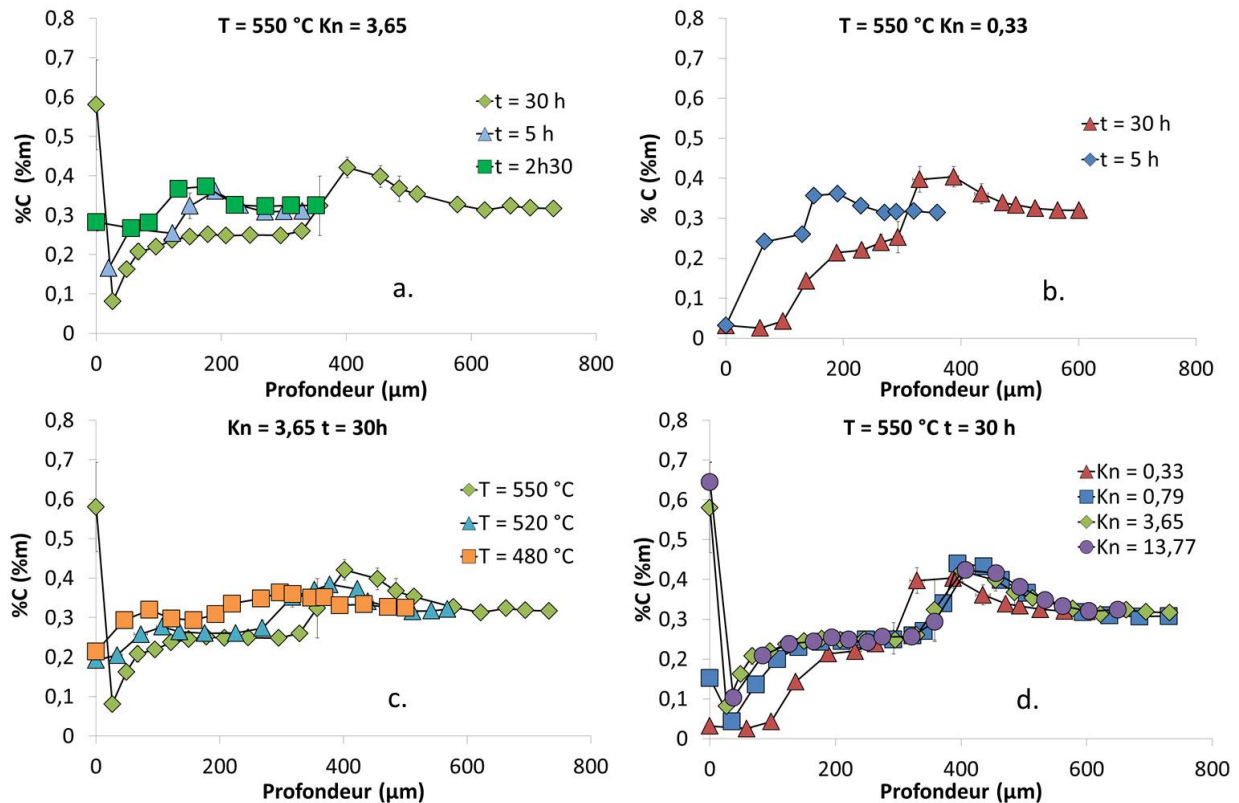 T = 550 °C Kn = 3,65
0,8
0,7
0,6
0,5
0,4
0,3
0,2
0,1
0
%C (%m)
t = 30 h
t = 5 h
t = 2h30
a.
0 200 400 600 800
Profondeur (µm)
T = 550 °C Kn = 0,33
0,8
0,7
0,6
0,5
0,4
0,3
0,2
0,1
0
%C (%m)
t = 30 h
t = 5 h
b.
0 200 400 600 800
Profondeur (µm)
Kn = 3,65 t = 30h
0,8
0,7
0,6
0,5
0,4
0,3
0,2
0,1
0
%C (%m)
T = 550 °C
T = 520 °C
T = 480 °C
c.
0 200 400 600 800
Profondeur (µm)
T = 550 °C t = 30 h
0,8
0,7
0,6
0,5
0,4
0,3
0,2
0,1
0
%C (%m)
Kn = 0,33
Kn = 0,79
Kn = 3,65
Kn = 13,77
d.
0 200 400 600 800
Profondeur (µm)